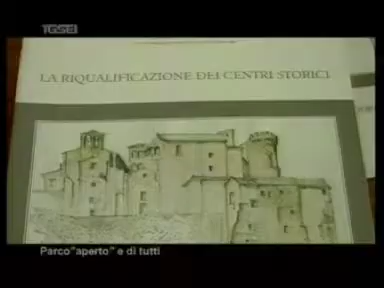 TGSEI
LA RIQUALIFICAZIONE DEI CENTRI STORICI
Parco"aperto" e di tutti